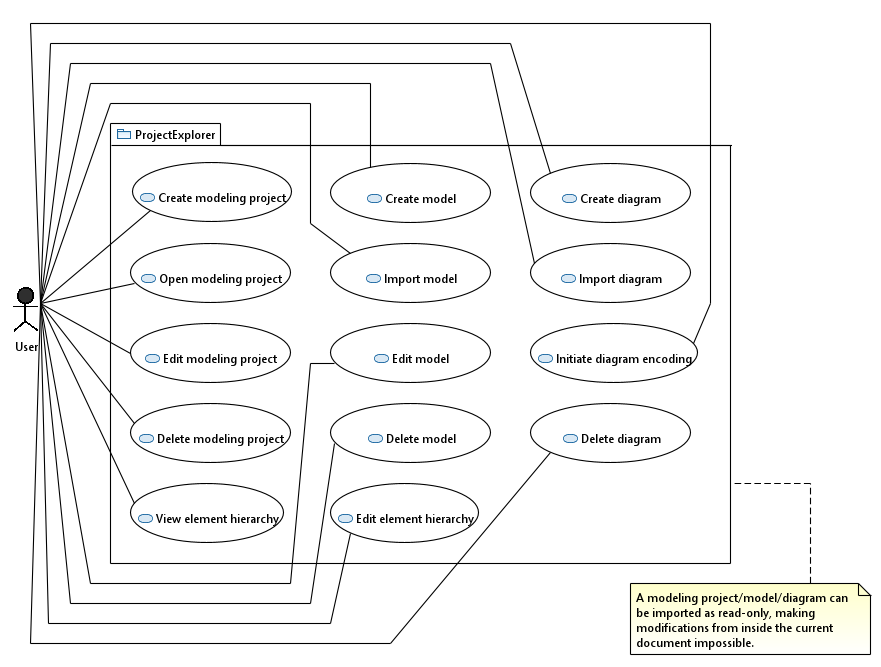 ProjectExplorer
Create modeling project
Create model
Create diagram
Open modeling project
Import model
Import diagram
User
Edit modeling project
Edit model
Initiate diagram encoding
Delete modeling project
Delete model
Delete diagram
View element hierarchy
Edit element hierarchy
A modeling project/model/diagram can
be imported as read-only, making
modifications from inside the current
document impossible.